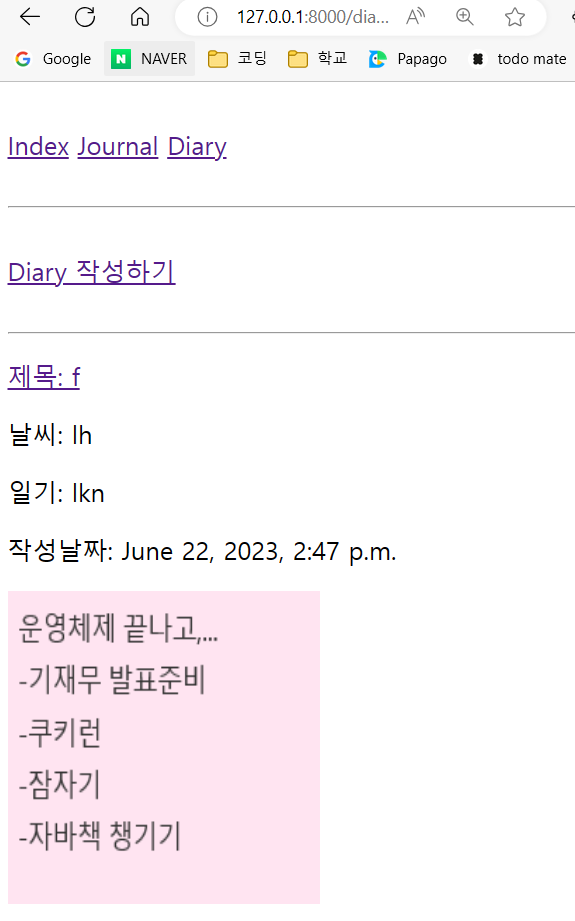 127.0.0.1:8000/dia...
Google NAVER 코딩 학교 Papago todo mate
Index Journal Diary
Diary 작성하기
제목: f
날씨: lh
일기: lkn
작성날짜: June 22, 2023, 2:47 p.m.
운영체제 끝나고,...
-기재무 발표준비
-쿠키런
-잠자기
-자바책 챙기기